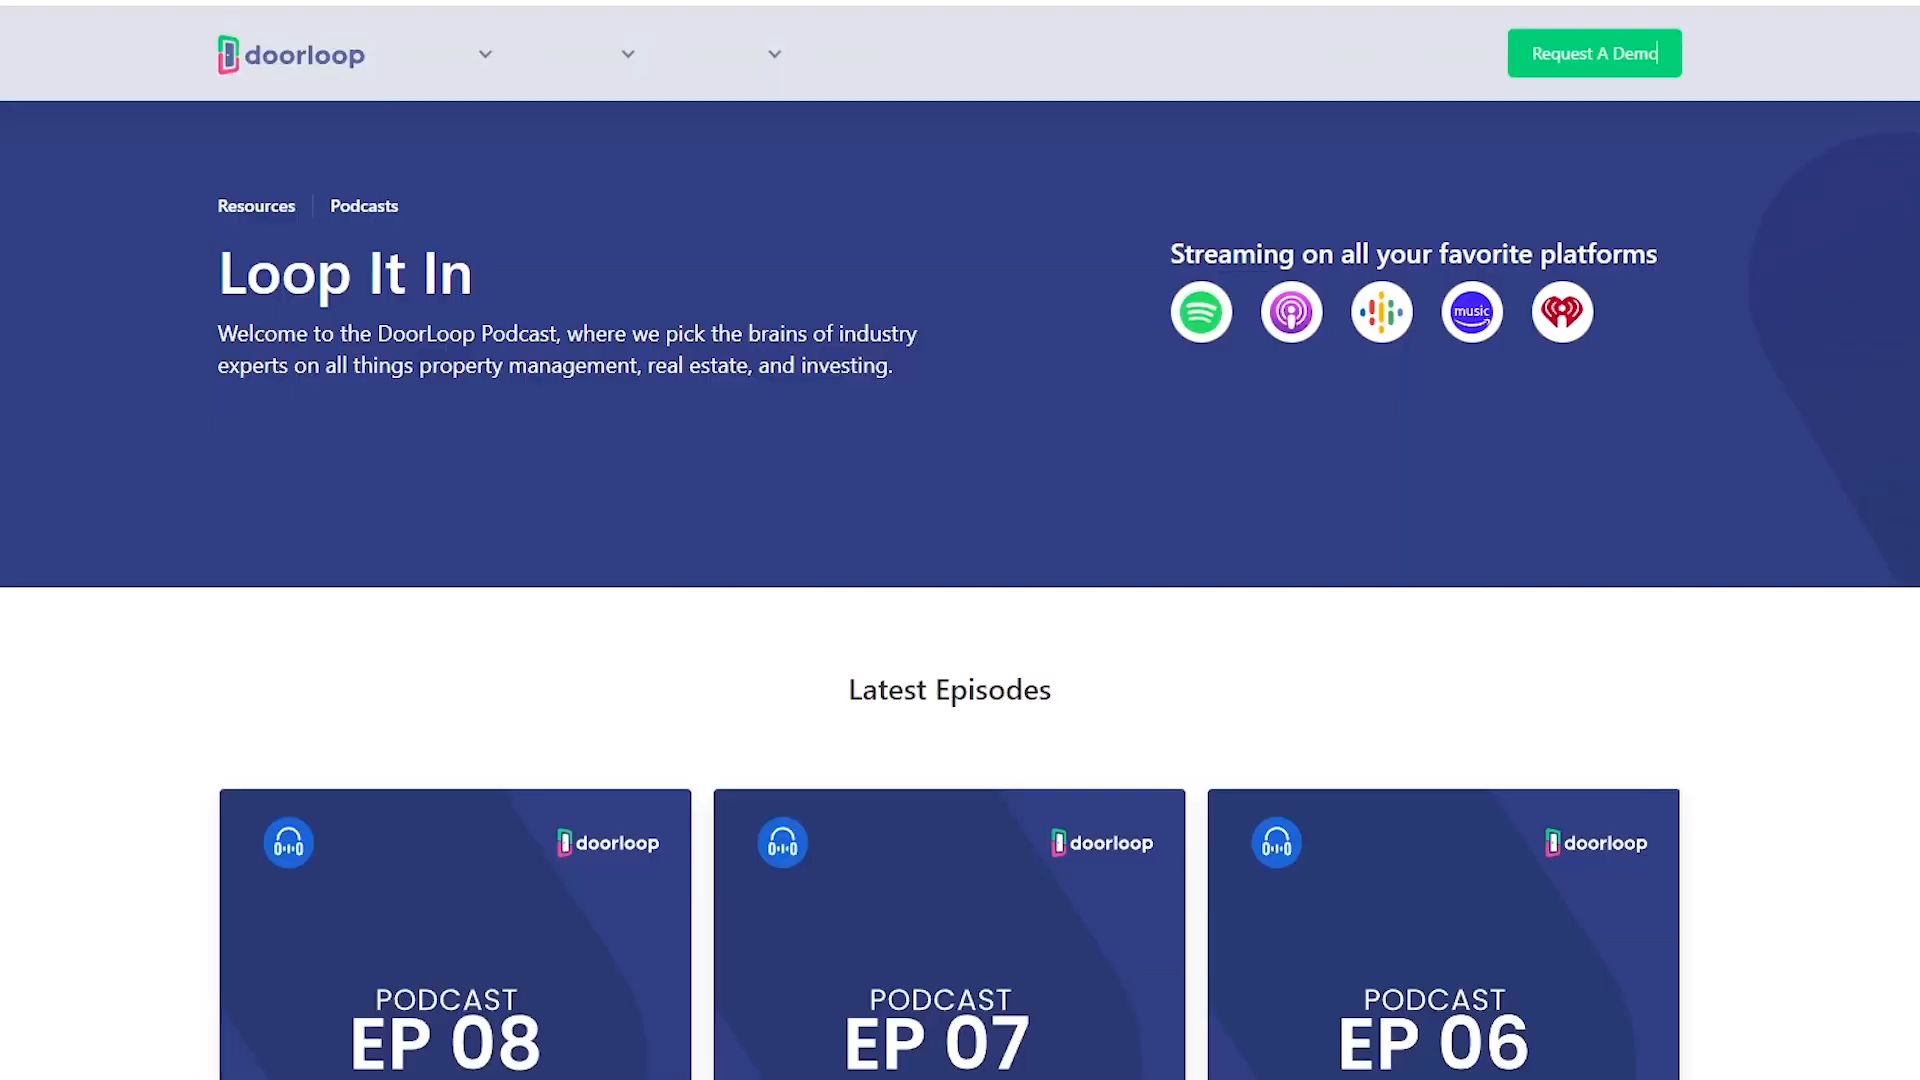 doorloop
Request A Demo
Resources
Podcasts
Loop It In
Welcome to the DoorLoop Podcast, where we pick the brains of industry
experts on all things property management, real estate, and investing.
Streaming on all your favorite platforms
music
Latest Episodes
doorloop
PODCAST
EP 08
doorloop
PODCAST
EP 07
doorloop
PODCAST
EP 06